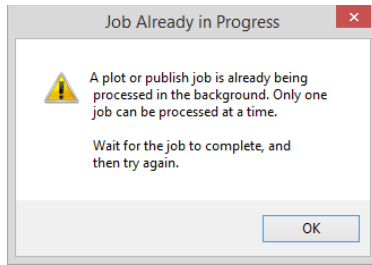 Job Already in Progress
A plot or publish job is already being
processed in the background. Only one
job can be processed at a time.
Wait for the job to complete, and
then try again.
OK